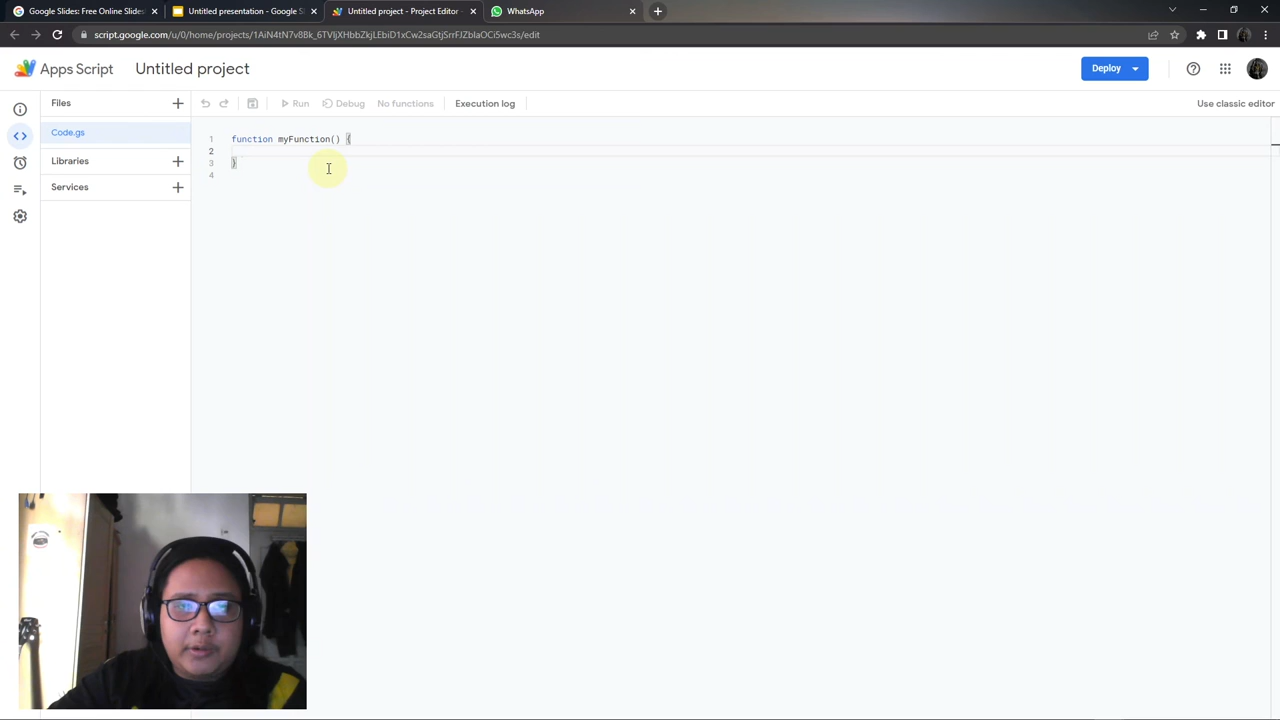 Google Slides: Free Online Slides
Untitled presentation - Google S
Untitled project - Project Editor
WhatsApp
script.google.com/u/0/home/projects/1AiN4tN7v8Bk_6TVljXHbbZkjLEbiD1xCw2saGtjSrrFJZblaOCi5wc3s/edit
Apps Script
Untitled project
Deploy
Files
Run
Debug
No functions
Execution log
Use classic editor
Code.gs
Libraries
Services
1 function myFunction() {
2
3 }
4